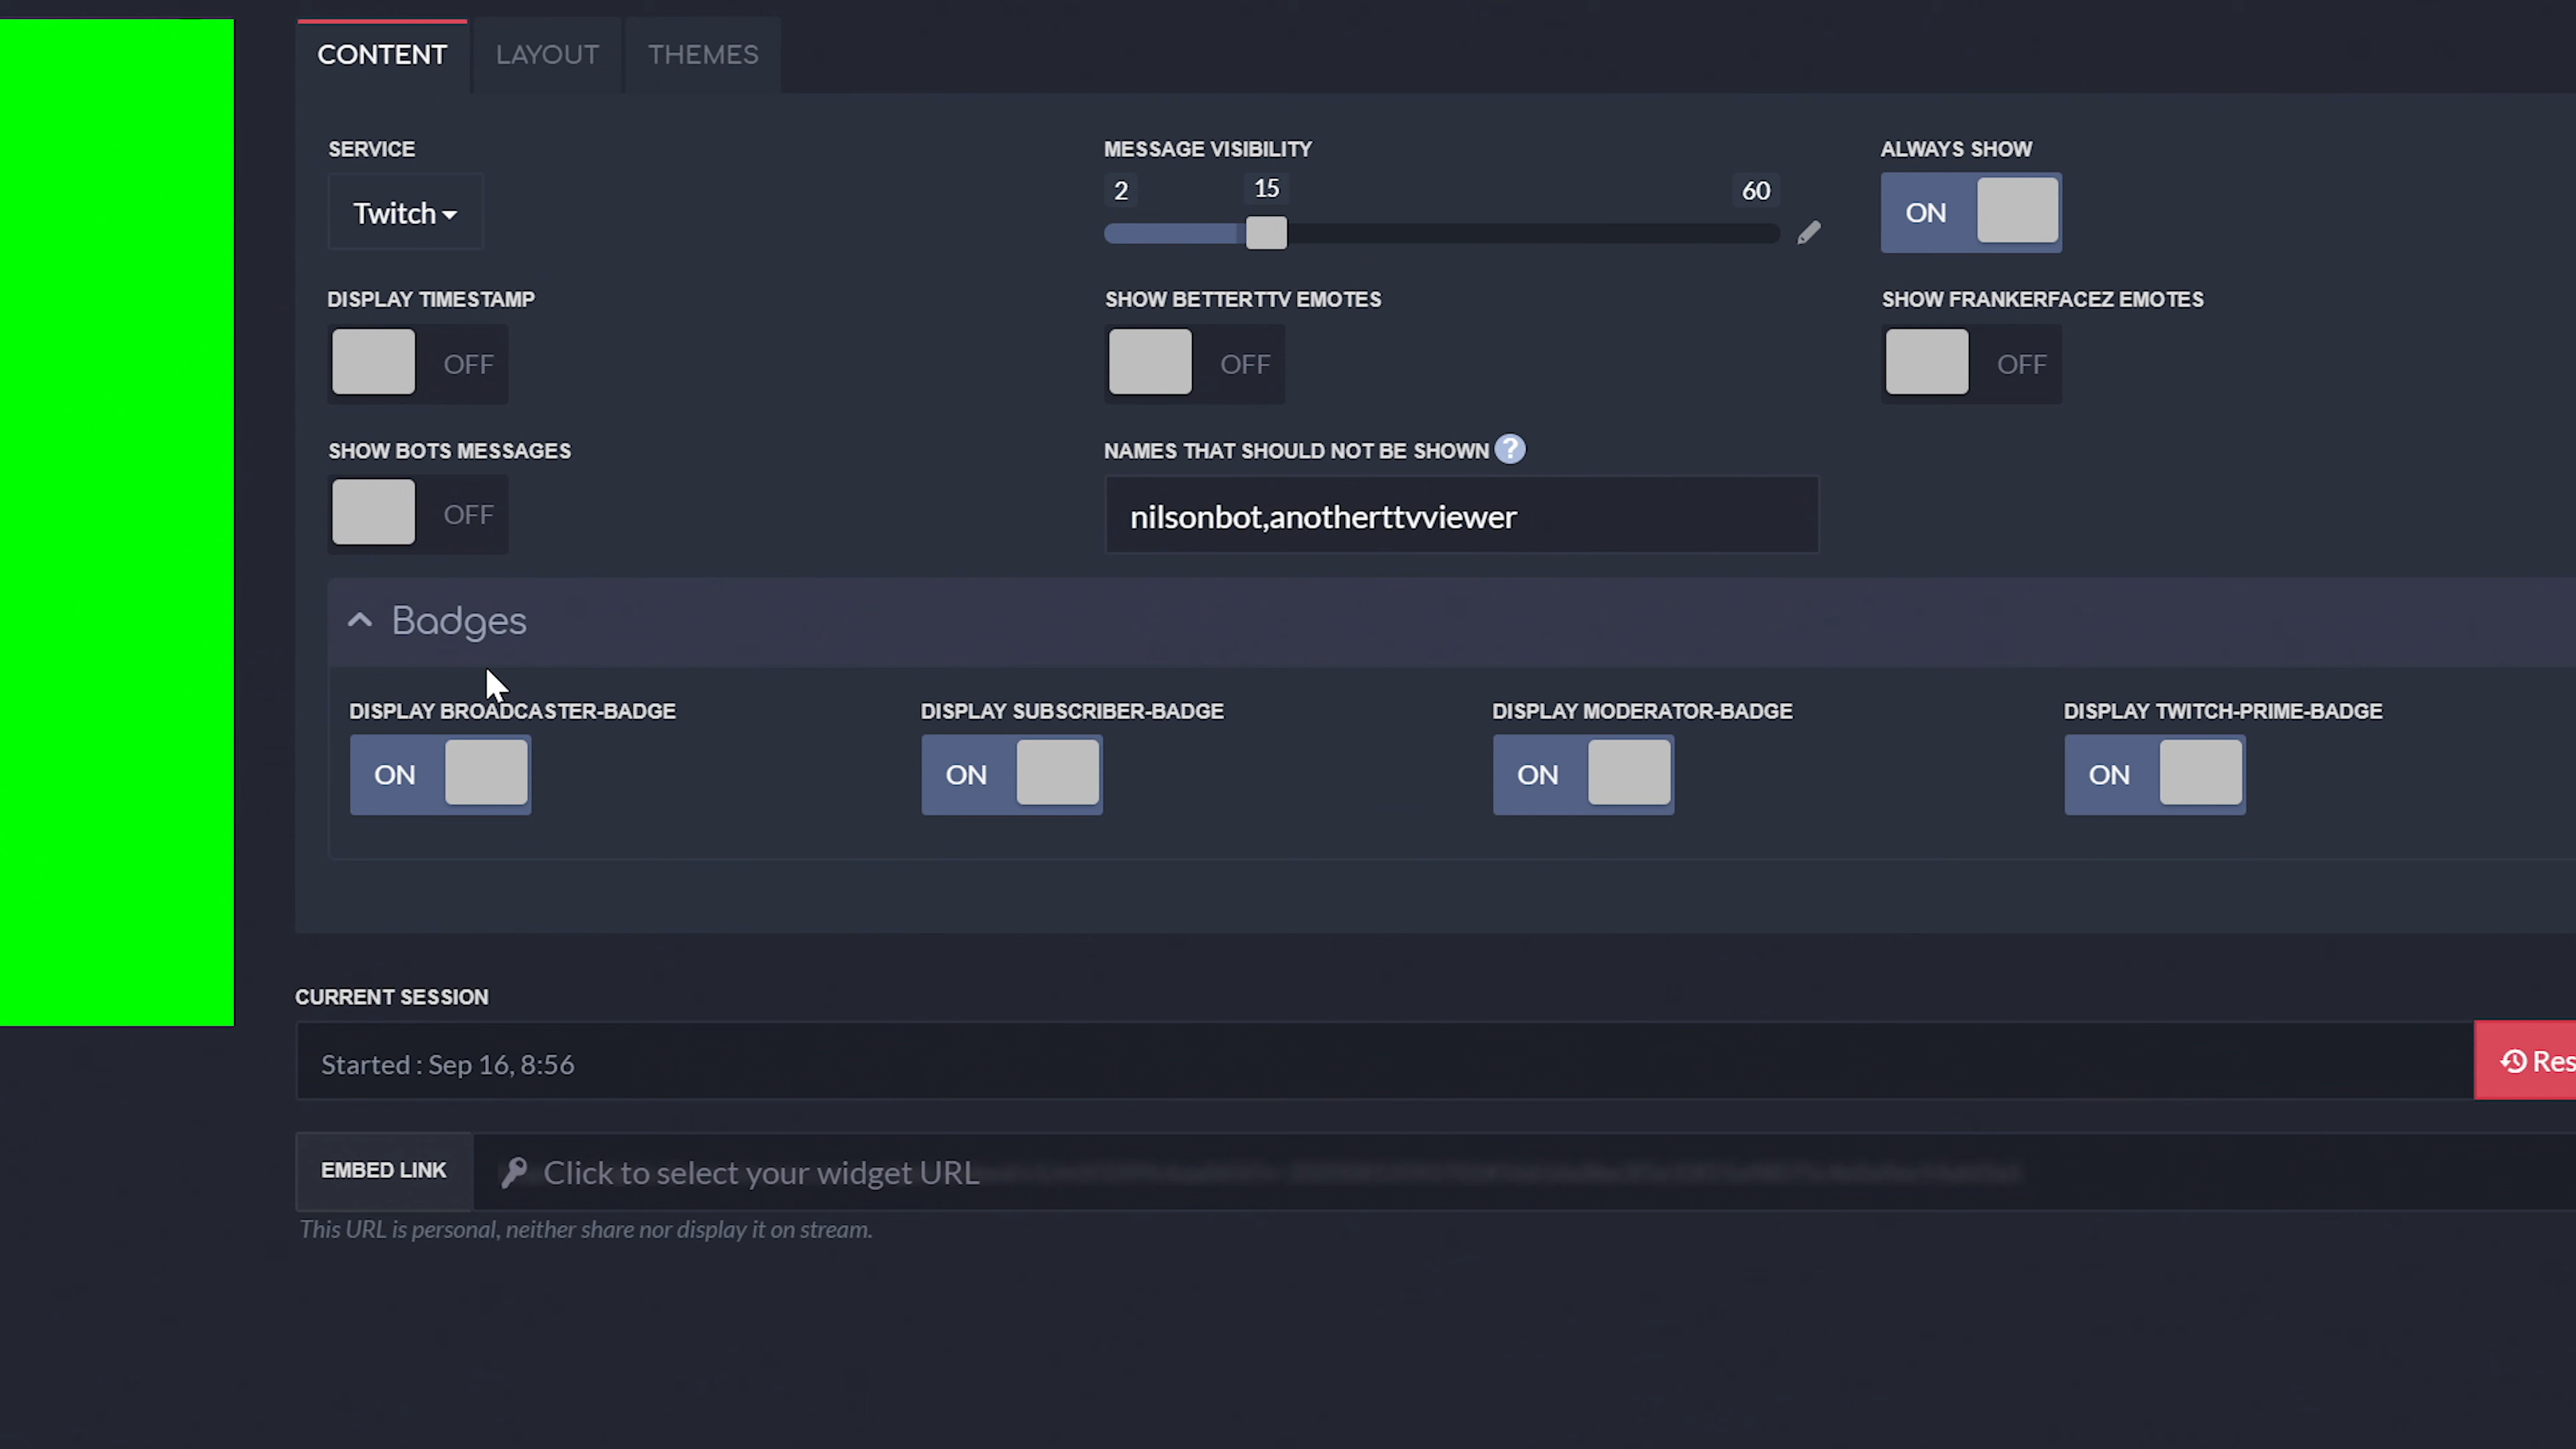 CONTENT LAYOUT THEMES
SERVICE MESSAGE VISIBILITY ALWAYS SHOW
2 15 60
Twitch ON
DISPLAY TIMESTAMP SHOW BETTERTTV EMOTES SHOW FRANKERFACEZ EMOTES
OFF OFF OFF
SHOW BOTS MESSAGES NAMES THAT SHOULD NOT BE SHOWN ?
OFF nilsonbot,anotherttvviewer
Badges
DISPLAY BROADCASTER-BADGE DISPLAY SUBSCRIBER-BADGE DISPLAY MODERATOR-BADGE DISPLAY TWITCH-PRIME-BADGE
ON ON ON ON
CURRENT SESSION
Started : Sep 16, 8:56 Res
EMBED LINK Click to select your widget URL
This URL is personal, neither share nor display it on stream.